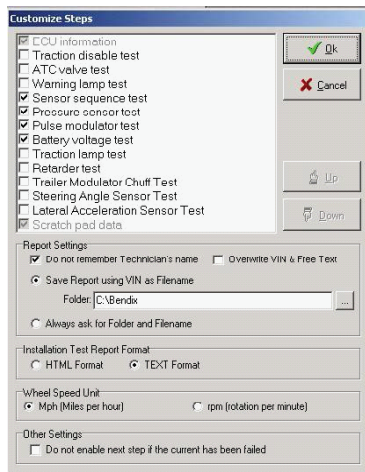 Customize Steps
ECU information
Traction disable test
ATC valve test
Warning lamp test
Sensor sequence test
Pressure sensor test
Pulse modulator test
Battery voltage test
Traction lamp test
Retarder test
Trailer Modulator Chuff Test
Steering Angle Sensor Test
Lateral Acceleration Sensor Test
Scratch pad data
Ok
Cancel
Up
Down
Report Settings
Do not remember Technician's name Overwrite VIN & Free Text
Save Report using VIN as Filename
Folder: C:\Bendix ...
Always ask for Folder and Filename
Installation Test Report Format
HTML Format TEXT Format
Wheel Speed Unit
Mph (Miles per hour) rpm (rotation per minute)
Other Settings
Do not enable next step if the current has been failed